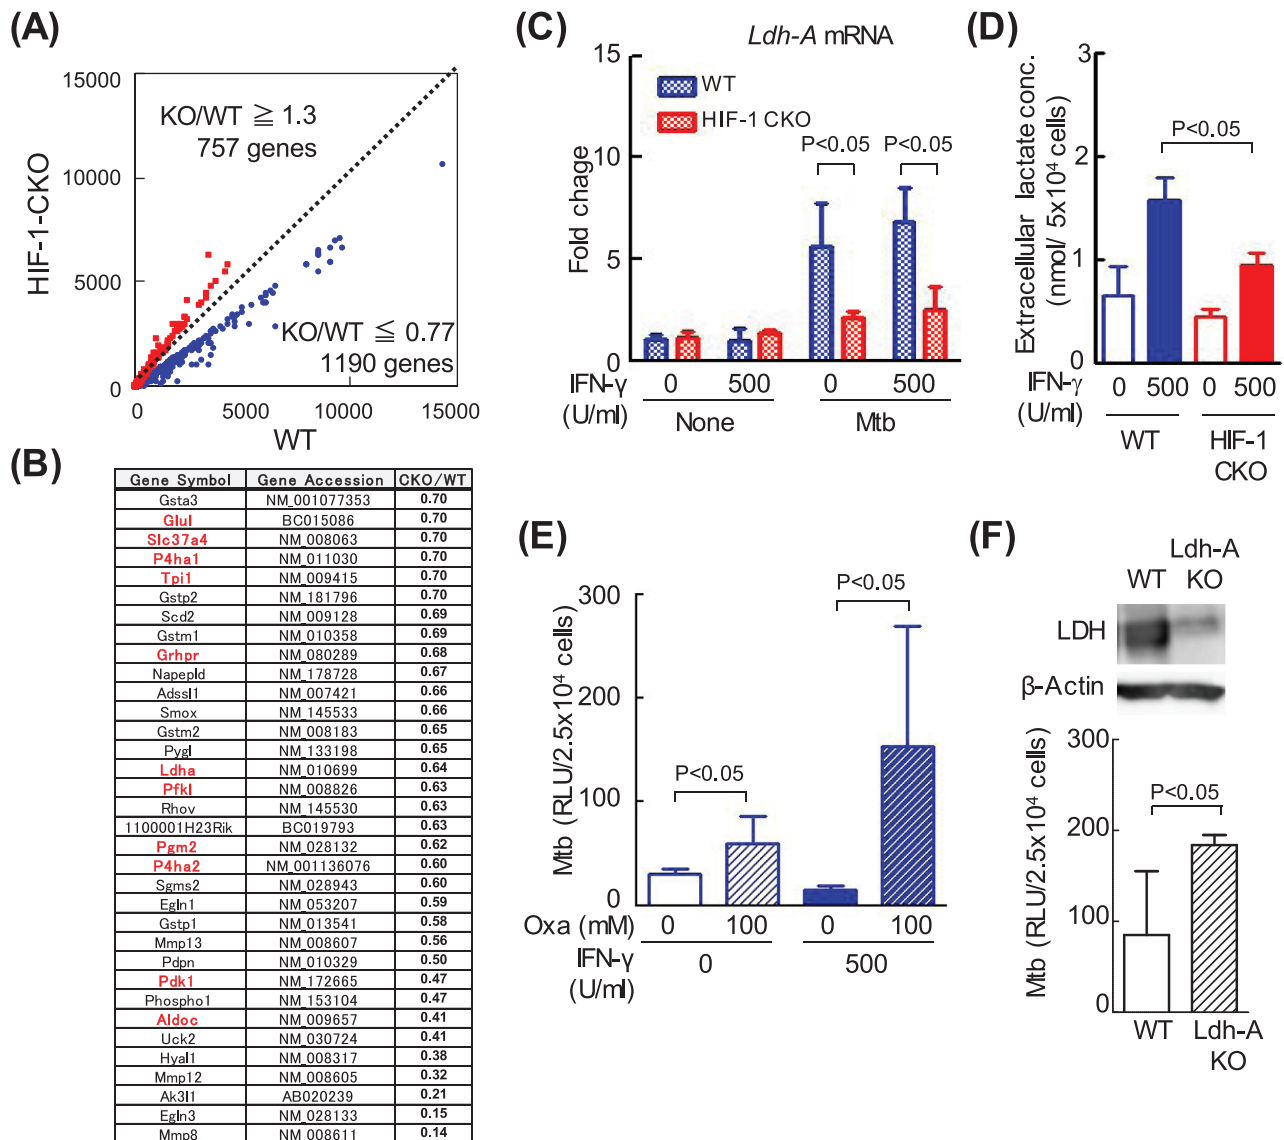 (A)
15000
10000
5000
0
HIF-1-CKO
KO/WT ≧ 1.3
757 genes
KO/WT ≦ 0.77
1190 genes
0
5000
10000
15000
WT
(B)
Gene Symbol Gene Accession CKO/WT
Gsta3 NM_001077353 0.70
Glul BC015086 0.70
Slc37a4 NM_008063 0.70
P4ha1 NM_011030 0.70
Tpi1 NM_009415 0.70
Gstp2 NM_181796 0.70
Scd2 NM_009128 0.69
Gstm1 NM_010358 0.69
Grhpr NM_080289 0.68
Napepld NM_178728 0.67
Adssl1 NM_007421 0.66
Smox NM_145533 0.66
Gstm2 NM_008183 0.65
Pygl NM_133198 0.65
Ldha NM_010699 0.64
Pfkl NM_008826 0.63
Rhov NM_145530 0.63
1100001H23Rik BC019793 0.63
Pgm2 NM_028132 0.62
P4ha2 NM_001136076 0.60
Sgms2 NM_028943 0.60
Egln1 NM_053207 0.59
Gstp1 NM_013541 0.58
Mmp13 NM_008607 0.56
Pdpn NM_010329 0.50
Pdk1 NM_172665 0.47
Phospho1 NM_153104 0.47
Aldoc NM_009657 0.41
Uck2 NM_030724 0.41
Hyal1 NM_008317 0.38
Mmp12 NM_008605 0.32
Ak3l1 AB020239 0.21
Egln3 NM_028133 0.15
Mmp8 NM_008611 0.14
(C)
Ldh-A mRNA
15
10
5
0
Fold chage
WT
HIF-1 CKO
P<0.05 P<0.05
IFN-γ 0 500 0 500
(U/ml) None Mtb
(D)
3
2
1
0
Extracellular lactate conc.
(nmol/ 5x10⁴ cells)
P<0.05
IFN-γ 0 500 0 500
(U/ml)
WT HIF-1
CKO
(E)
300
200
100
0
Mtb (RLU/2.5x10⁴ cells)
P<0.05
P<0.05
Oxa (mM) 0 100 0 100
IFN-γ 0 500
(U/ml)
(F)
Ldh-A
WT KO
LDH
β-Actin
300
200
100
0
Mtb (RLU/2.5x10⁴ cells)
P<0.05
WT Ldh-A
KO